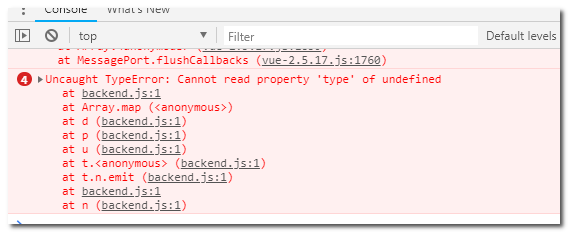 Console What's New
top ▼ Filter Default levels
at MessagePort.flushCallbacks (vue-2.5.17.js:1760)
4 ▶Uncaught TypeError: Cannot read property 'type' of undefined
at backend.js:1
at Array.map (<anonymous>)
at d (backend.js:1)
at p (backend.js:1)
at u (backend.js:1)
at t.<anonymous> (backend.js:1)
at t.n.emit (backend.js:1)
at backend.js:1
at n (backend.js:1)